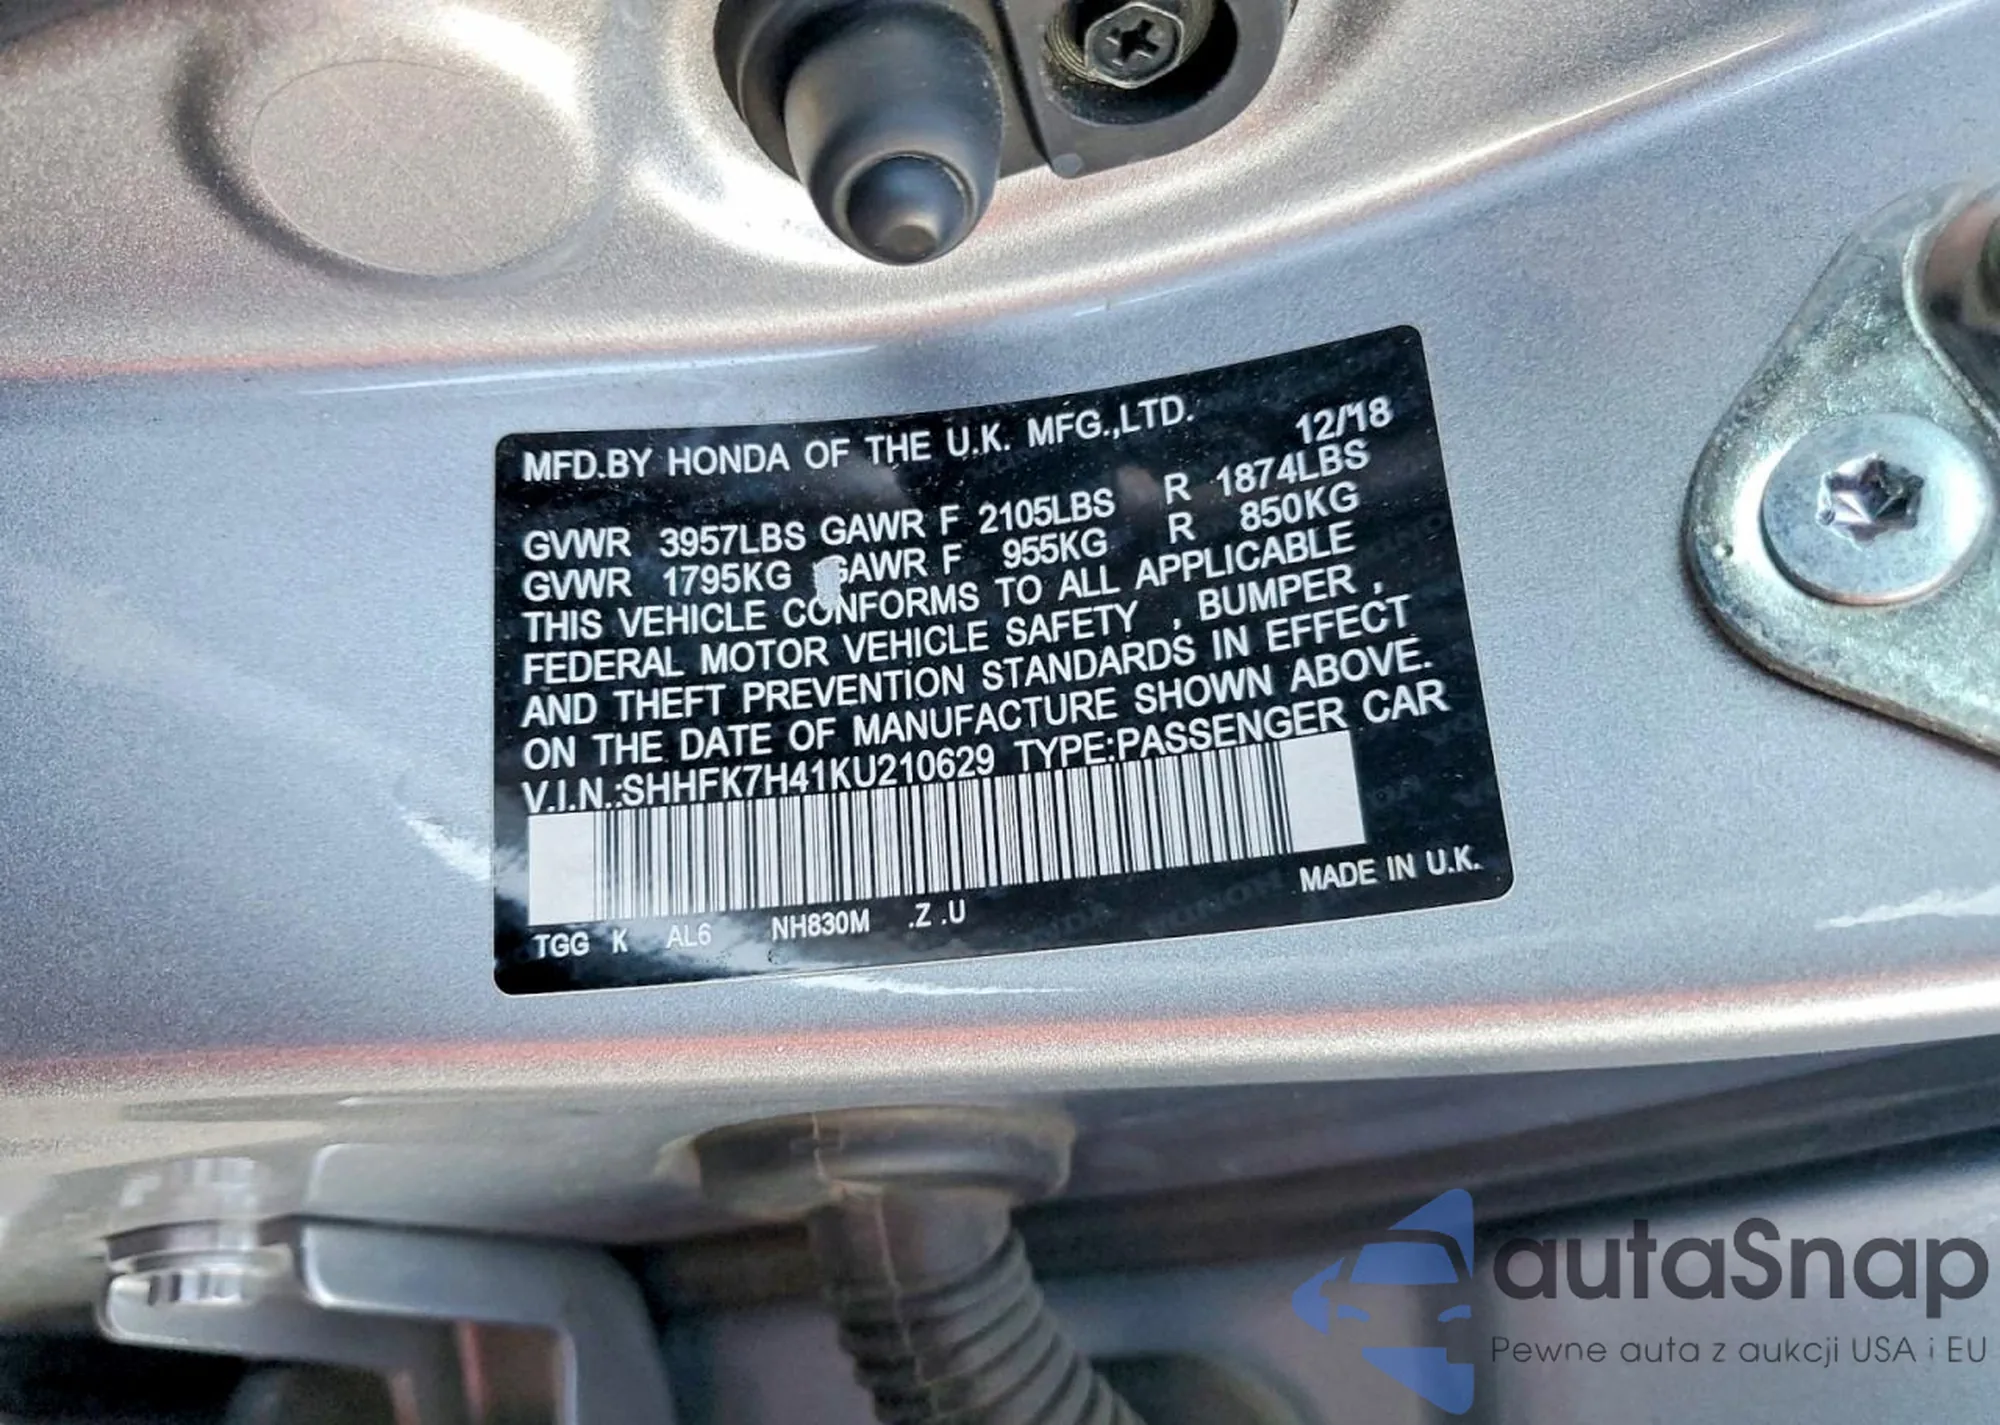 MFD.BY HONDA OF THE U.K. MFG.,LTD. 12/'18
GVWR 3957LBS GAWR F 2105LBS R 1874LBS
GVWR 1795KG GAWR F 955KG R 850KG
THIS VEHICLE CONFORMS TO ALL APPLICABLE
FEDERAL MOTOR VEHICLE SAFETY , BUMPER ,
AND THEFT PREVENTION STANDARDS IN EFFECT
ON THE DATE OF MANUFACTURE SHOWN ABOVE.
V.I.N.:SHHFK7H41KU210629 TYPE:PASSENGER CAR
MADE IN U.K.
TGG K AL6 NH830M .Z .U
autaSnap
Pewne auta z aukcji USA i EU